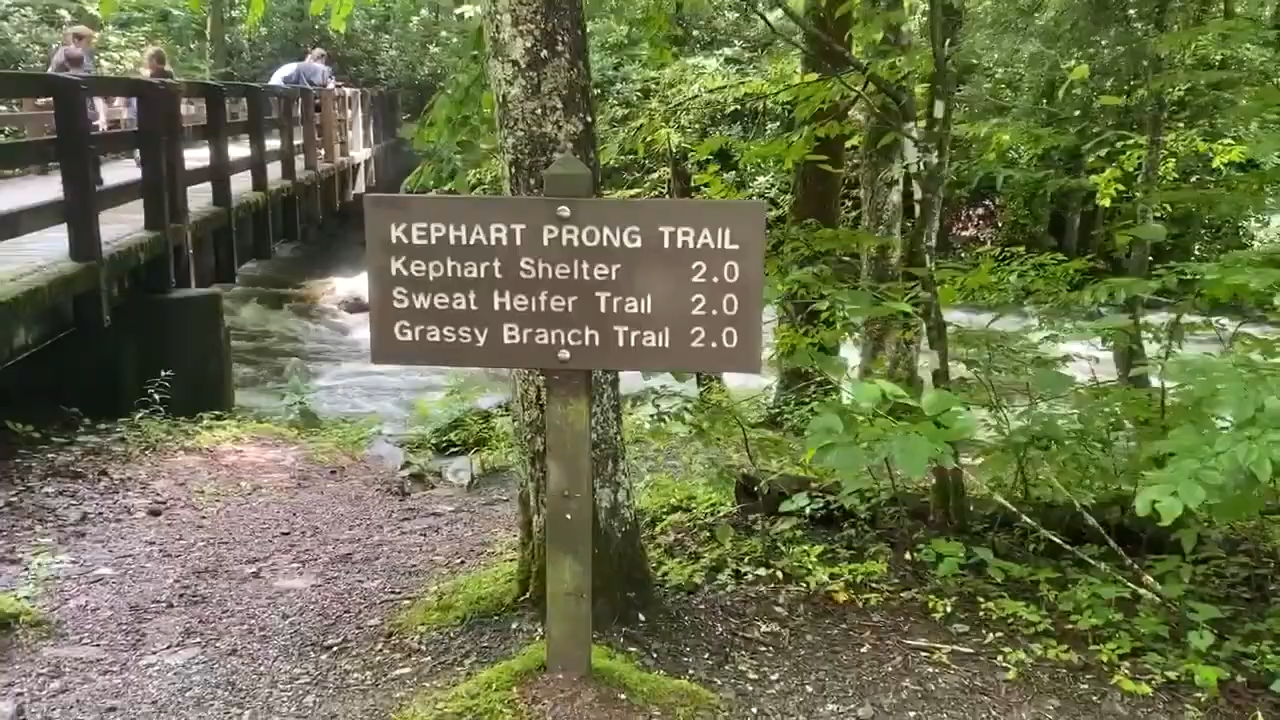 KEPHART PRONG TRAIL
Kephart Shelter 2.0
Sweat Heifer Trail 2.0
Grassy Branch Trail 2.0